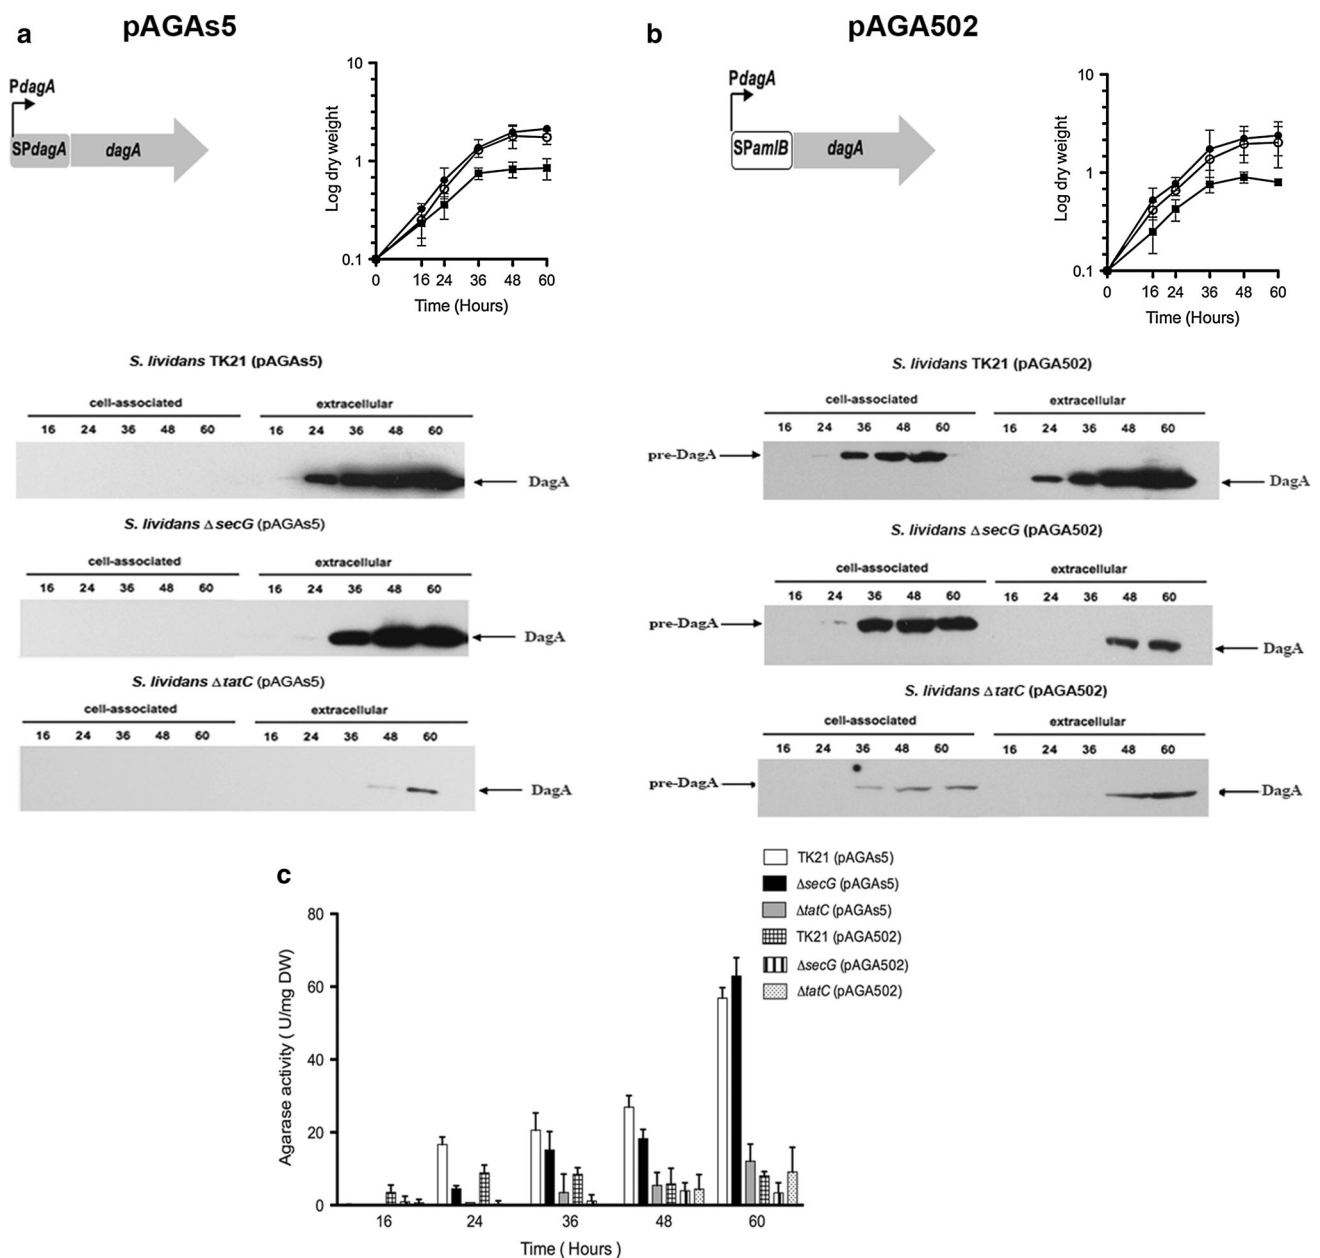 a
pAGAs5
PdagA
SPdagA
dagA
Log dry weight
10
1
0.1
0 16 24 36 48 60
Time (Hours)
S. lividans TK21 (pAGAs5)
cell-associated extracellular
16 24 36 48 60 16 24 36 48 60
DagA
S. lividans ΔsecG (pAGAs5)
cell-associated extracellular
16 24 36 48 60 16 24 36 48 60
DagA
S. lividans ΔtatC (pAGAs5)
cell-associated extracellular
16 24 36 48 60 16 24 36 48 60
DagA
b
pAGA502
PdagA
SPamlB
dagA
Log dry weight
10
1
0.1
0 16 24 36 48 60
Time (Hours)
S. lividans TK21 (pAGA502)
cell-associated extracellular
16 24 36 48 60 16 24 36 48 60
pre-DagA
DagA
S. lividans ΔsecG (pAGA502)
cell-associated extracellular
16 24 36 48 60 16 24 36 48 60
pre-DagA
DagA
S. lividans ΔtatC (pAGA502)
cell-associated extracellular
16 24 36 48 60 16 24 36 48 60
pre-DagA
DagA
c
Agarase activity ( U/mg DW)
80
60
40
20
0
16 24 36 48 60
Time ( Hours )
TK21 (pAGAs5)
ΔsecG (pAGAs5)
ΔtatC (pAGAs5)
TK21 (pAGA502)
ΔsecG (pAGA502)
ΔtatC (pAGA502)